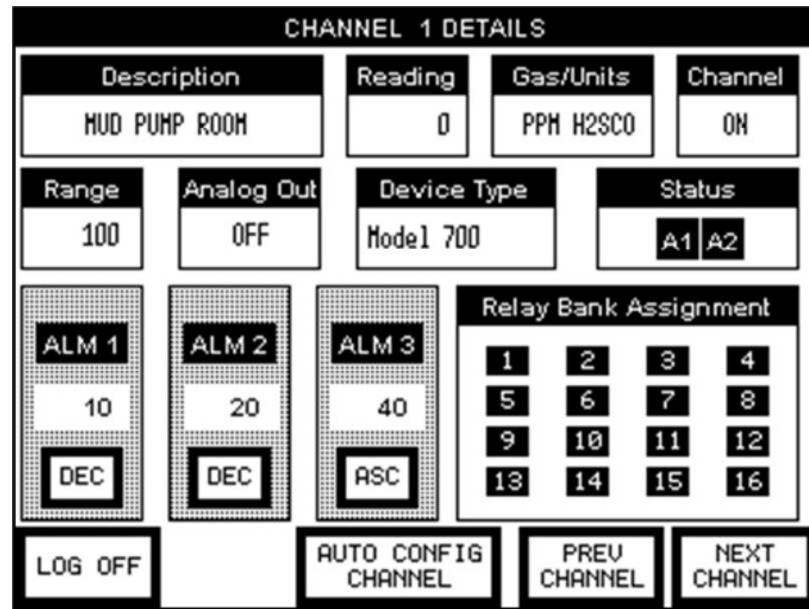 CHANNEL 1 DETAILS
Description Reading Gas/Units Channel
MUD PUMP ROOM 0 PPM H2SCO ON
Range Analog Out Device Type Status
100 OFF Model 700 A1 A2
Relay Bank Assignment
ALM 1 ALM 2 ALM 3 1 2 3 4
10 20 40 5 6 7 8
9 10 11 12
DEC DEC ASC 13 14 15 16
LOG OFF AUTO CONFIG CHANNEL PREV CHANNEL NEXT CHANNEL